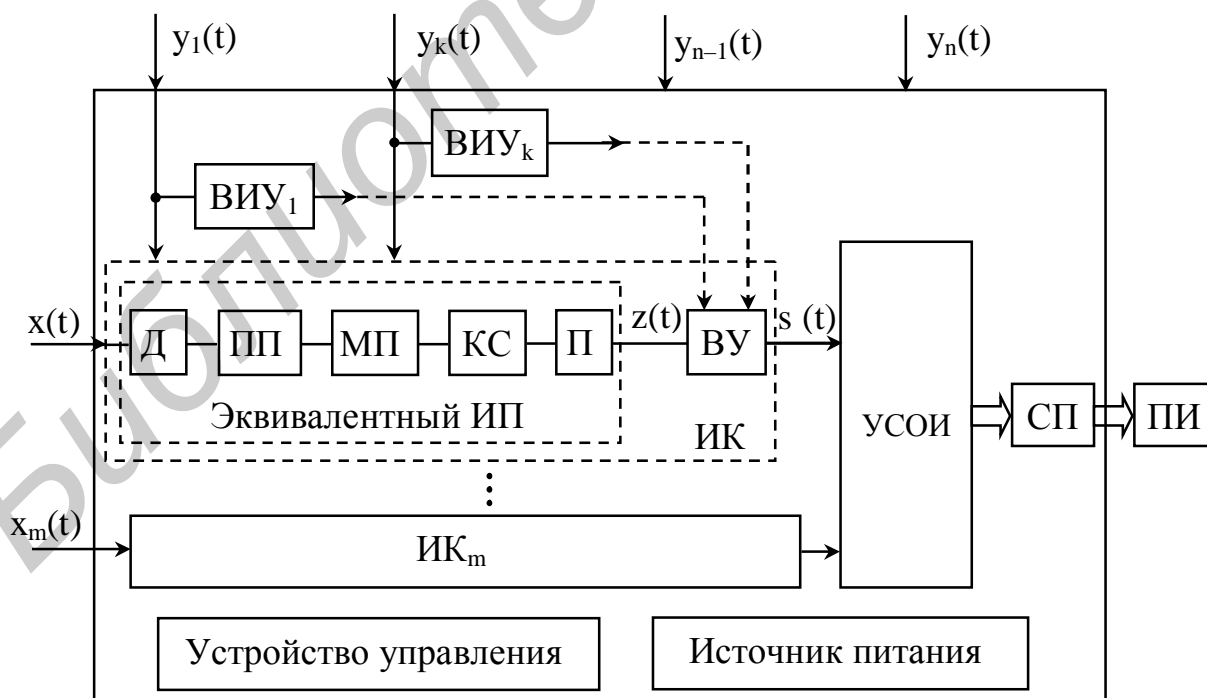 y₁(t)
yₖ(t)
yₙ₋₁(t)
yₙ(t)
ВИУₖ
ВИУ₁
x(t)
Д
ПП
МП
КС
П
z(t)
ВУ
s (t)
Эквивалентный ИП
ИК
УСОИ
СП
ПИ
xₘ(t)
ИКₘ
Устройство управления
Источник питания